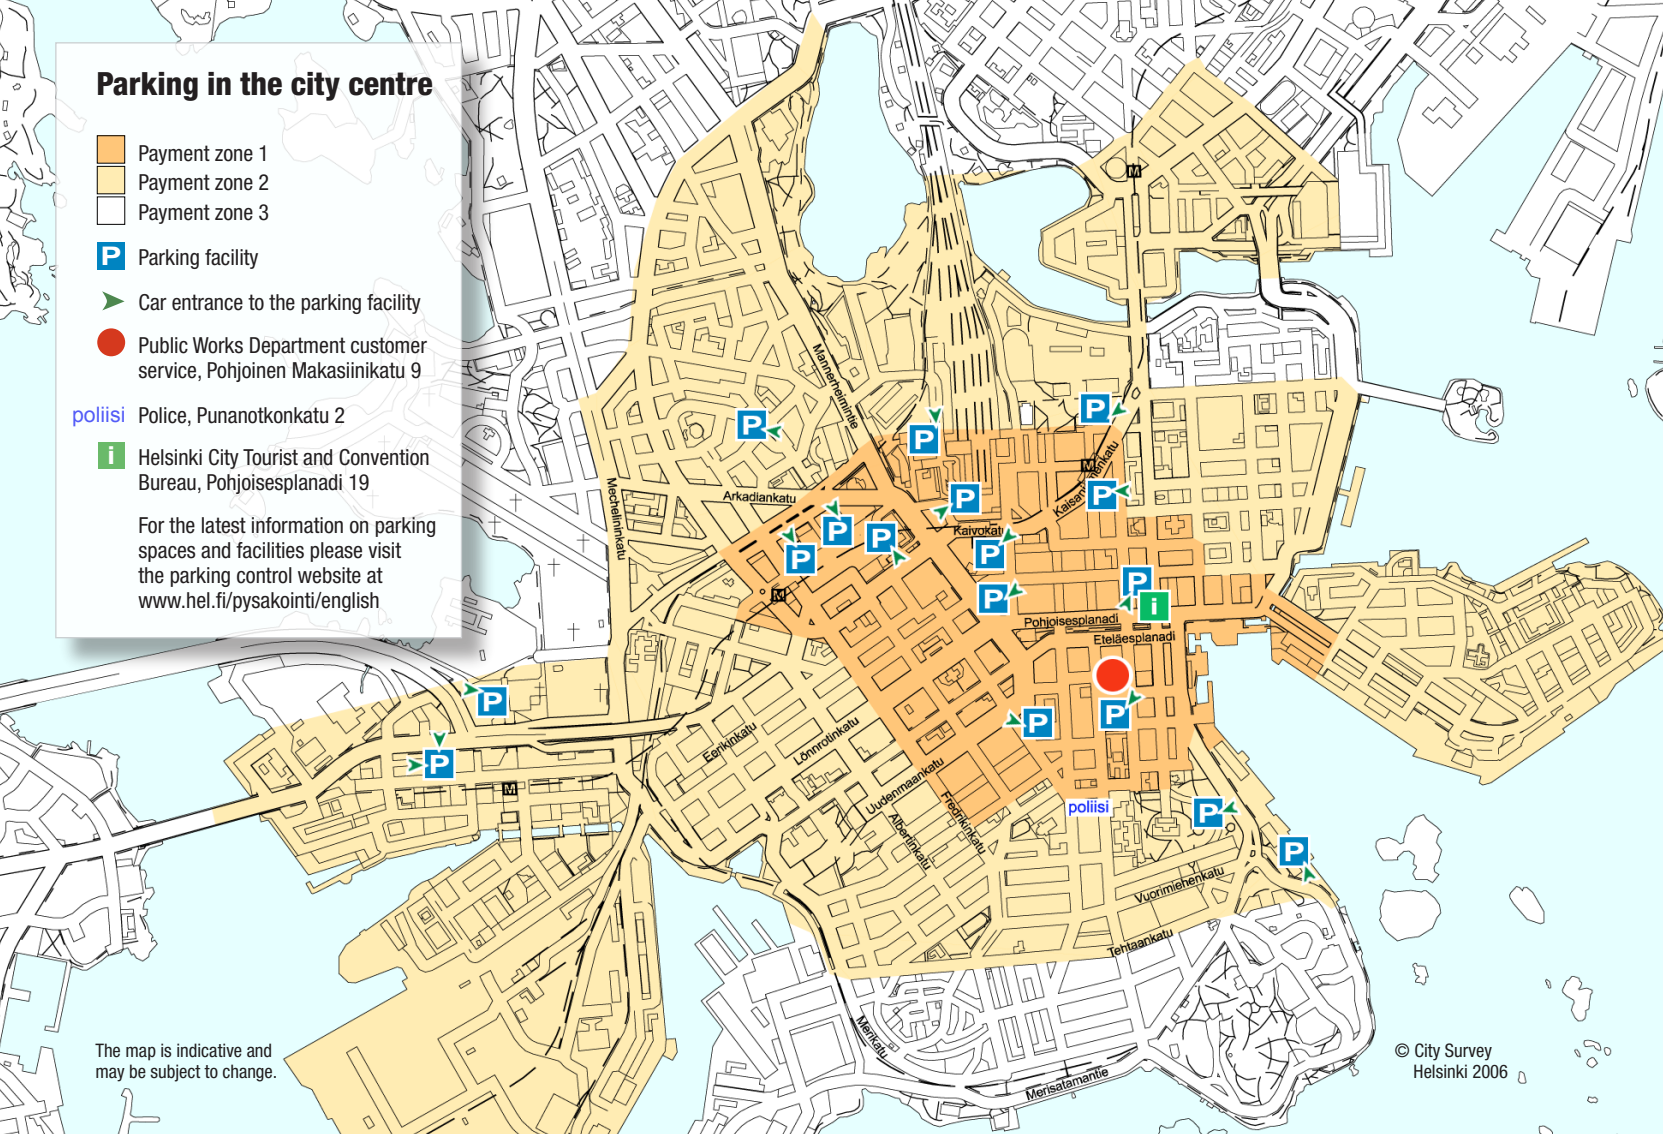 Parking in the city centre
Payment zone 1
Payment zone 2
Payment zone 3
P Parking facility
Car entrance to the parking facility
Public Works Department customer
service, Pohjoinen Makasiinikatu 9
poliisi Police, Punanotkonkatu 2
i Helsinki City Tourist and Convention
Bureau, Pohjoisesplanadi 19
For the latest information on parking
spaces and facilities please visit
the parking control website at
www.hel.fi/pysakointi/english
The map is indicative and
may be subject to change.
M
Mannerheimintie
P
P
P
M
Kaisaniemenkatu
Mechelininkatu
Arkadiankatu
P
P
P
P
P
Kaivokatu
P
P
M
P
P
i
Pohjoisesplanadi
Eteläesplanadi
P
P
P
P
M
Eerikinkatu
Lönnrotinkatu
Uudenmaankatu
Fredrikinkatu
Albertinkatu
poliisi
P
P
Vuorimiehenkatu
Tehtaankatu
Merikatu
Merisatamantie
© City Survey
Helsinki 2006